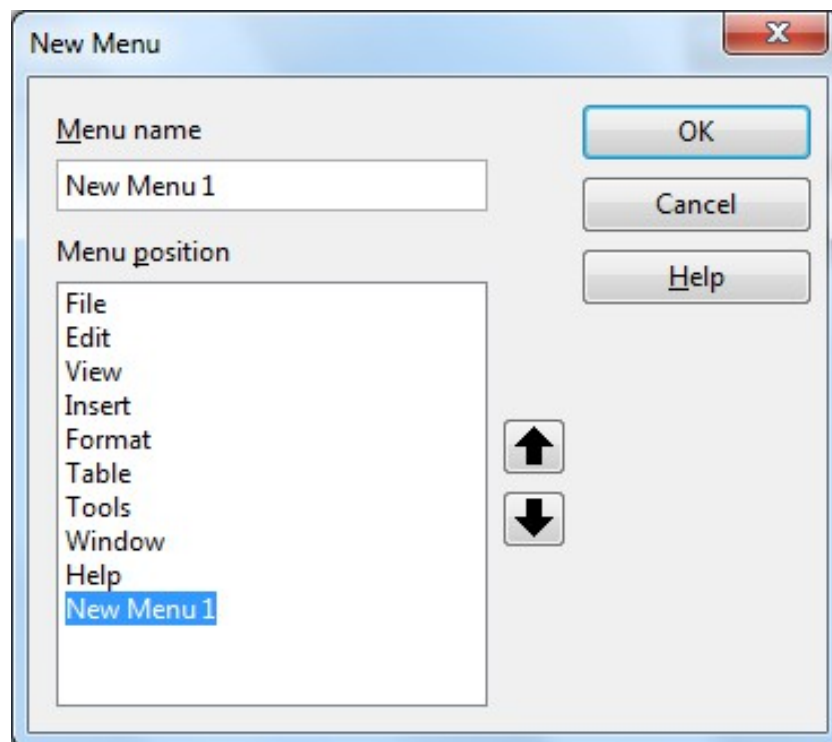 New Menu
Menu name
New Menu 1
Menu position
File
Edit
View
Insert
Format
Table
Tools
Window
Help
New Menu 1
OK
Cancel
Help